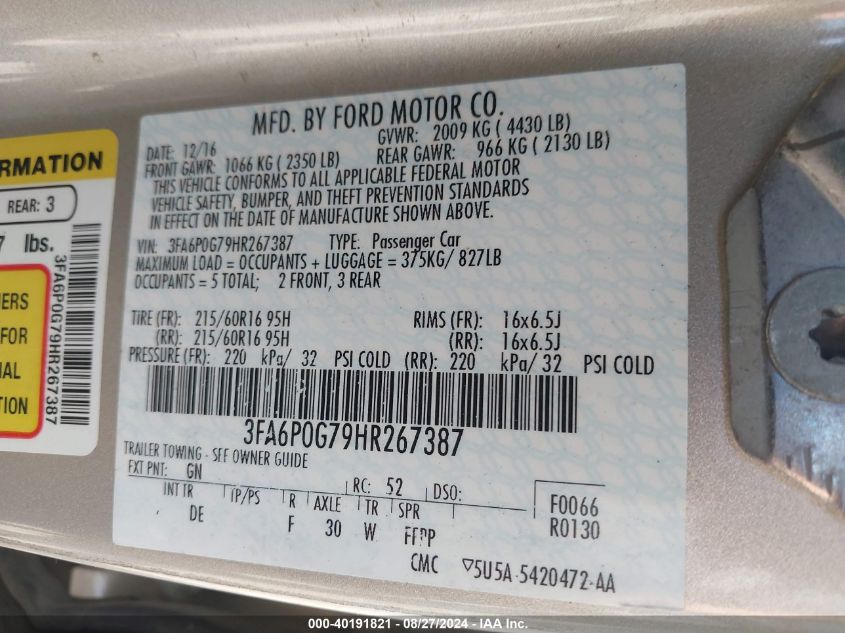 MFD. BY FORD MOTOR CO.
DATE: 12/16 GVWR: 2009 KG ( 4430 LB)
FRONT GAWR: 1066 KG ( 2350 LB) REAR GAWR: 966 KG ( 2130 LB)
THIS VEHICLE CONFORMS TO ALL APPLICABLE FEDERAL MOTOR
VEHICLE SAFETY, BUMPER, AND THEFT PREVENTION STANDARDS
IN EFFECT ON THE DATE OF MANUFACTURE SHOWN ABOVE.
VIN: 3FA6P0G79HR267387 TYPE: Passenger Car
MAXIMUM LOAD = OCCUPANTS + LUGGAGE = 375KG/ 827LB
OCCUPANTS = 5 TOTAL; 2 FRONT, 3 REAR
TIRE (FR): 215/60R16 95H RIMS (FR): 16x6.5J
(RR): 215/60R16 95H (RR): 16x6.5J
PRESSURE (FR): 220 kPa/ 32 PSI COLD (RR): 220 kPa/ 32 PSI COLD
3FA6P0G79HR267387
TRAILER TOWING - SEE OWNER GUIDE
EXT PNT: GN RC: 52 DSO: F0066
INT TR TP/PS R AXLE TR SPR R0130
DE F 30 W FFPP
CMC 5U5A-5420472-AA
RMATION
REAR: 3
7 lbs.
3FA6P0G79HR267387
ERS
FOR
AL
TION
000-40191821 - 08/27/2024 - IAA Inc.